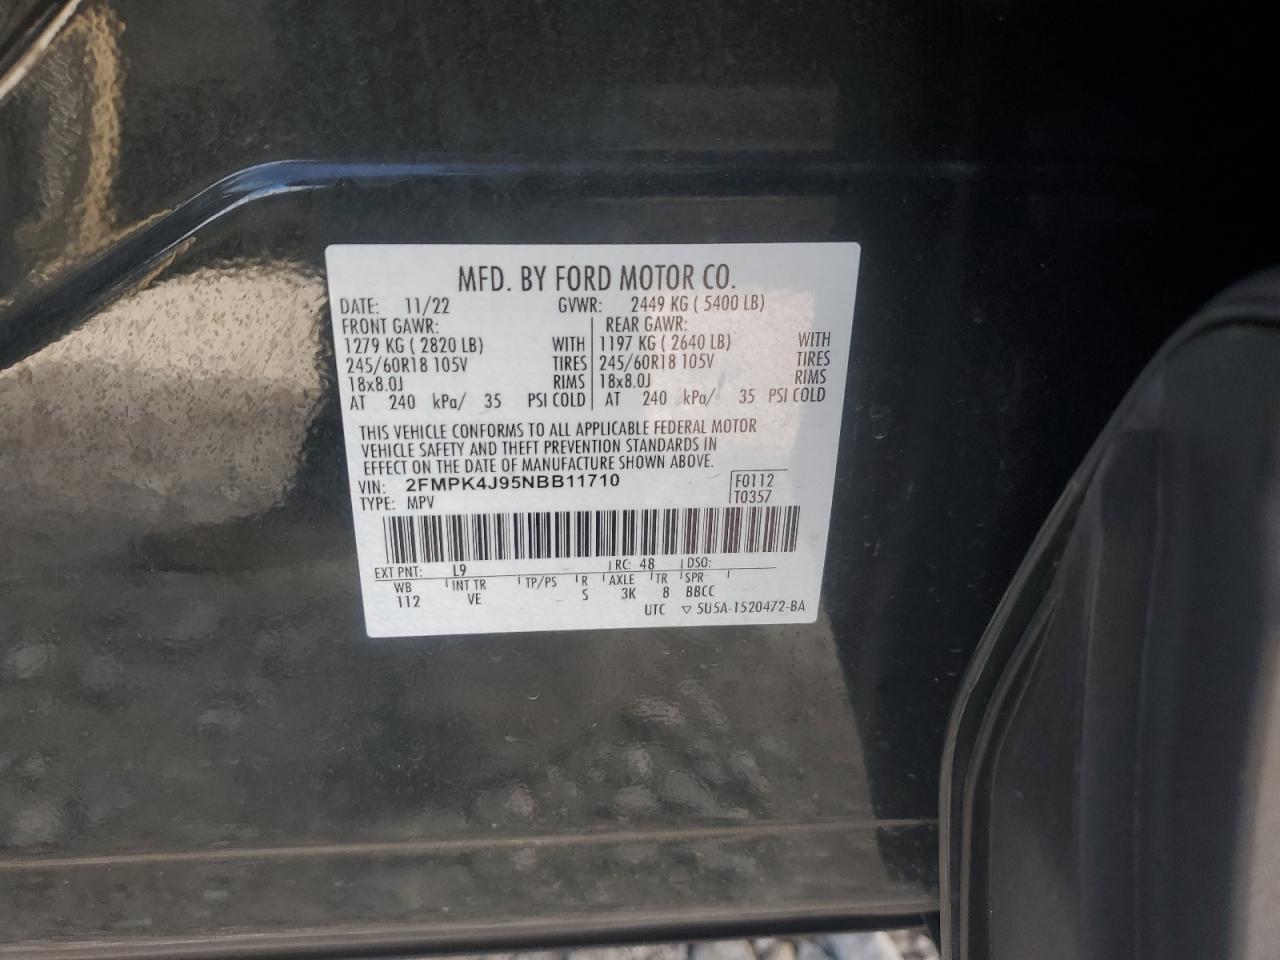 MFD. BY FORD MOTOR CO.
DATE: 11/22 GVWR: 2449 KG ( 5400 LB)
FRONT GAWR: REAR GAWR:
1279 KG ( 2820 LB) WITH 1197 KG ( 2640 LB) WITH
245/60R18 105V TIRES 245/60R18 105V TIRES
18x8.0J RIMS 18x8.0J RIMS
AT 240 kPa/ 35 PSI COLD AT 240 kPa/ 35 PSI COLD
THIS VEHICLE CONFORMS TO ALL APPLICABLE FEDERAL MOTOR
VEHICLE SAFETY AND THEFT PREVENTION STANDARDS IN
EFFECT ON THE DATE OF MANUFACTURE SHOWN ABOVE.
VIN: 2FMPK4J95NBB11710 F0112
TYPE: MPV T0357
EXT PNT: L9 RC: 48 DSO:
WB INT TR TP/PS R AXLE TR SPR
112 VE S 3K 8 BBCC
UTC ▽ 5U5A-1520472-BA